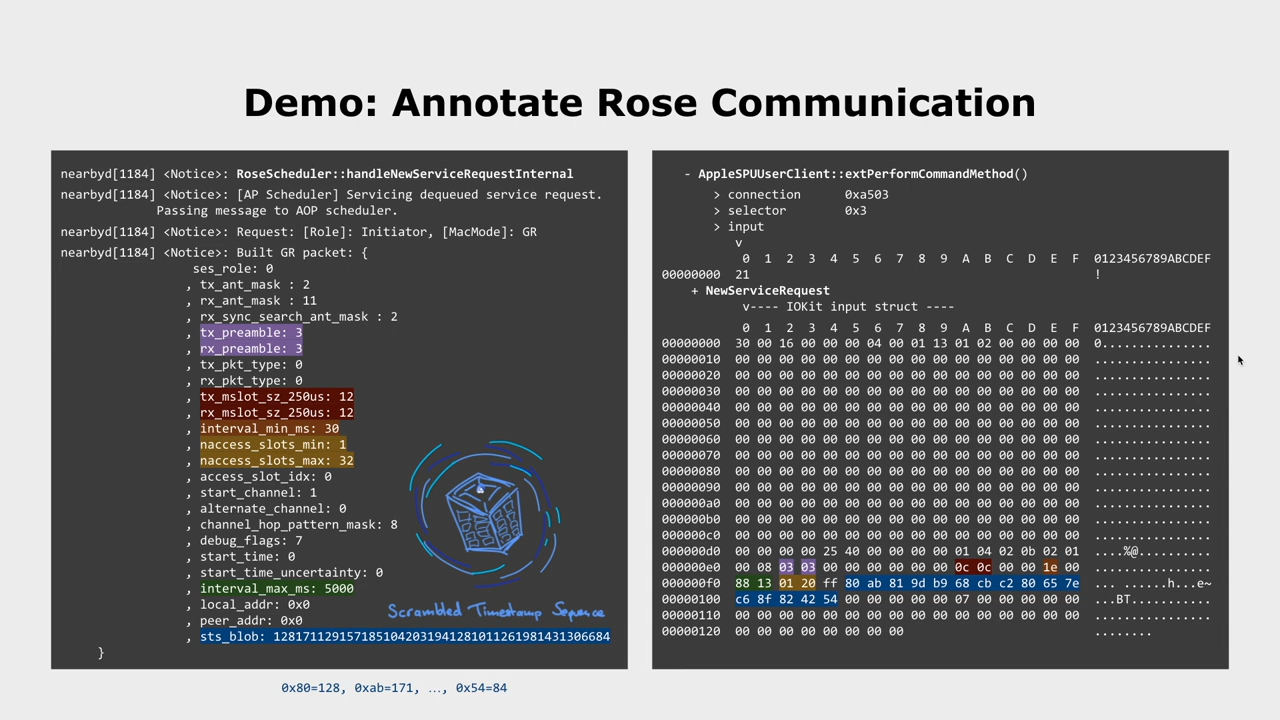 Demo: Annotate Rose Communication
nearbyd[1184] <Notice>: RoseScheduler::handleNewServiceRequestInternal
nearbyd[1184] <Notice>: [AP Scheduler] Servicing dequeued service request.
Passing message to AOP scheduler.
nearbyd[1184] <Notice>: Request: [Role]: Initiator, [MacMode]: GR
nearbyd[1184] <Notice>: Built GR packet: {
ses_role: 0
, tx_ant_mask : 2
, rx_ant_mask : 11
, rx_sync_search_ant_mask : 2
, tx_preamble: 3
, rx_preamble: 3
, tx_pkt_type: 0
, rx_pkt_type: 0
, tx_mslot_sz_250us: 12
, rx_mslot_sz_250us: 12
, interval_min_ms: 30
, naccess_slots_min: 1
, naccess_slots_max: 32
, access_slot_idx: 0
, start_channel: 1
, alternate_channel: 0
, channel_hop_pattern_mask: 8
, debug_flags: 7
, start_time: 0
, start_time_uncertainty: 0
, interval_max_ms: 5000
, local_addr: 0x0
, peer_addr: 0x0
Scrambled Timestamp Sequence
, sts_blob: 12817112915718510420319412810112619814313​06684
}
0x80=128, 0xab=171, …, 0x54=84
- AppleSPUUserClient::extPerformCommandMethod()
> connection 0xa503
> selector 0x3
> input
v
0 1 2 3 4 5 6 7 8 9 A B C D E F 0123456789ABCDEF
00000000 21 !
+ NewServiceRequest
v---- IOKit input struct ----
0 1 2 3 4 5 6 7 8 9 A B C D E F 0123456789ABCDEF
00000000 30 00 16 00 00 00 04 00 01 13 01 02 00 00 00 00 0...............
00000010 00 00 00 00 00 00 00 00 00 00 00 00 00 00 00 00 ................
00000020 00 00 00 00 00 00 00 00 00 00 00 00 00 00 00 00 ................
00000030 00 00 00 00 00 00 00 00 00 00 00 00 00 00 00 00 ................
00000040 00 00 00 00 00 00 00 00 00 00 00 00 00 00 00 00 ................
00000050 00 00 00 00 00 00 00 00 00 00 00 00 00 00 00 00 ................
00000060 00 00 00 00 00 00 00 00 00 00 00 00 00 00 00 00 ................
00000070 00 00 00 00 00 00 00 00 00 00 00 00 00 00 00 00 ................
00000080 00 00 00 00 00 00 00 00 00 00 00 00 00 00 00 00 ................
00000090 00 00 00 00 00 00 00 00 00 00 00 00 00 00 00 00 ................
000000a0 00 00 00 00 00 00 00 00 00 00 00 00 00 00 00 00 ................
000000b0 00 00 00 00 00 00 00 00 00 00 00 00 00 00 00 00 ................
000000c0 00 00 00 00 00 00 00 00 00 00 00 00 00 00 00 00 ................
000000d0 00 00 00 00 25 40 00 00 00 00 01 04 02 0b 02 01 ....%@..........
000000e0 00 08 03 03 00 00 00 00 00 00 0c 0c 00 00 1e 00 ................
000000f0 88 13 01 20 ff 80 ab 81 9d b9 68 cb c2 80 65 7e ... ......h...e~
00000100 c6 8f 82 42 54 00 00 00 00 00 07 00 00 00 00 00 ...BT...........
00000110 00 00 00 00 00 00 00 00 00 00 00 00 00 00 00 00 ................
00000120 00 00 00 00 00 00 00 00 ........